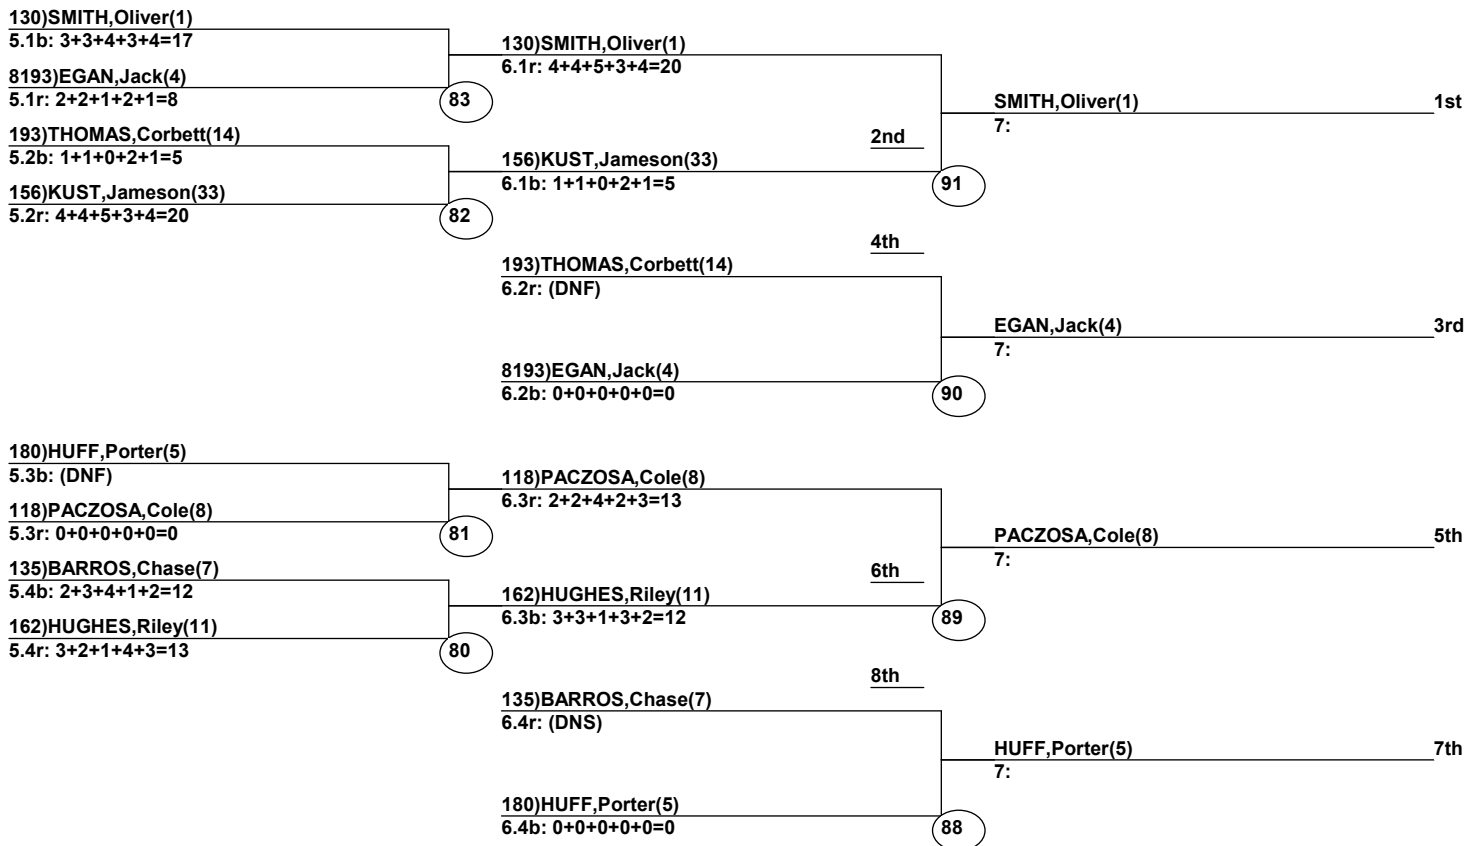 130)SMITH,Oliver(1)
5.1b: 3+3+4+3+4=17
8193)EGAN,Jack(4)
5.1r: 2+2+1+2+1=8
83
193)THOMAS,Corbett(14)
5.2b: 1+1+0+2+1=5
156)KUST,Jameson(33)
5.2r: 4+4+5+3+4=20
82
130)SMITH,Oliver(1)
6.1r: 4+4+5+3+4=20
2nd
156)KUST,Jameson(33)
6.1b: 1+1+0+2+1=5
91
SMITH,Oliver(1)
1st
7:
4th
193)THOMAS,Corbett(14)
6.2r: (DNF)
8193)EGAN,Jack(4)
6.2b: 0+0+0+0+0=0
90
EGAN,Jack(4)
3rd
7:
180)HUFF,Porter(5)
5.3b: (DNF)
118)PACZOSA,Cole(8)
5.3r: 0+0+0+0+0=0
81
135)BARROS,Chase(7)
5.4b: 2+3+4+1+2=12
162)HUGHES,Riley(11)
5.4r: 3+2+1+4+3=13
80
118)PACZOSA,Cole(8)
6.3r: 2+2+4+2+3=13
6th
162)HUGHES,Riley(11)
6.3b: 3+3+1+3+2=12
89
PACZOSA,Cole(8)
5th
7:
8th
135)BARROS,Chase(7)
6.4r: (DNS)
180)HUFF,Porter(5)
6.4b: 0+0+0+0+0=0
88
HUFF,Porter(5)
7th
7: